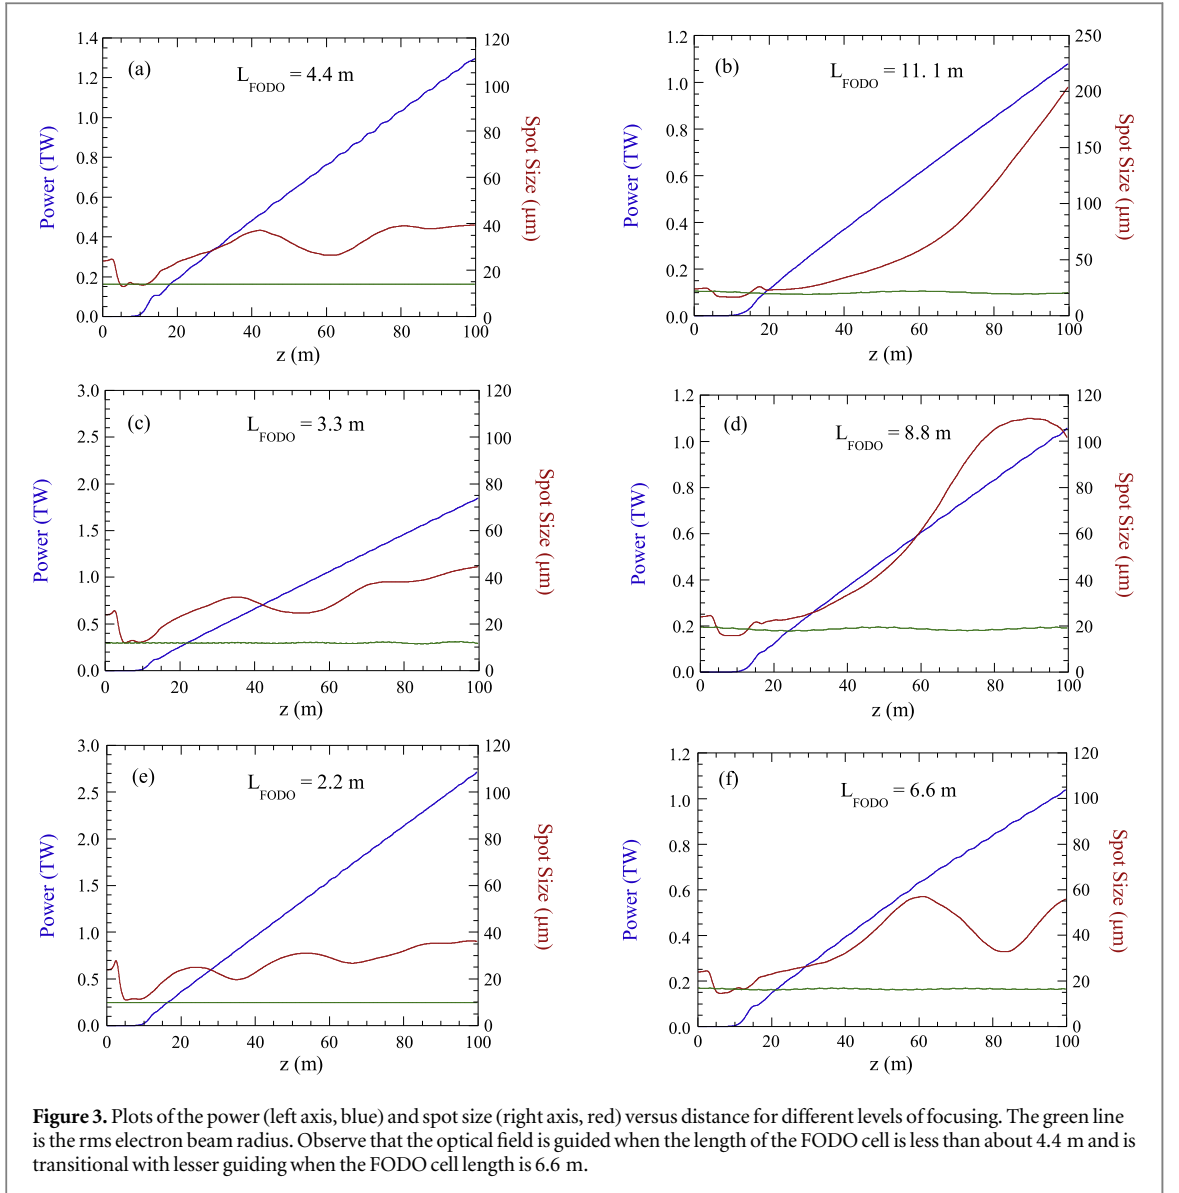 (a)
L_FODO = 4.4 m
Power (TW)
Spot Size (μm)
1.4
1.2
1.0
0.8
0.6
0.4
0.2
0.0
120
100
80
60
40
20
0
0 20 40 60 80 100
z (m)
(b)
L_FODO = 11. 1 m
Power (TW)
Spot Size (μm)
1.2
1.0
0.8
0.6
0.4
0.2
0.0
250
200
150
100
50
0
0 20 40 60 80 100
z (m)
(c)
L_FODO = 3.3 m
Power (TW)
Spot Size (μm)
3.0
2.5
2.0
1.5
1.0
0.5
0.0
120
100
80
60
40
20
0
0 20 40 60 80 100
z (m)
(d)
L_FODO = 8.8 m
Power (TW)
Spot Size (μm)
1.2
1.0
0.8
0.6
0.4
0.2
0.0
120
100
80
60
40
20
0
0 20 40 60 80 100
z (m)
(e)
L_FODO = 2.2 m
Power (TW)
Spot Size (μm)
3.0
2.5
2.0
1.5
1.0
0.5
0.0
120
100
80
60
40
20
0
0 20 40 60 80 100
z (m)
(f)
L_FODO = 6.6 m
Power (TW)
Spot Size (μm)
1.2
1.0
0.8
0.6
0.4
0.2
0.0
120
100
80
60
40
20
0
0 20 40 60 80 100
z (m)
Figure 3. Plots of the power (left axis, blue) and spot size (right axis, red) versus distance for different levels of focusing. The green line
is the rms electron beam radius. Observe that the optical field is guided when the length of the FODO cell is less than about 4.4 m and is
transitional with lesser guiding when the FODO cell length is 6.6 m.